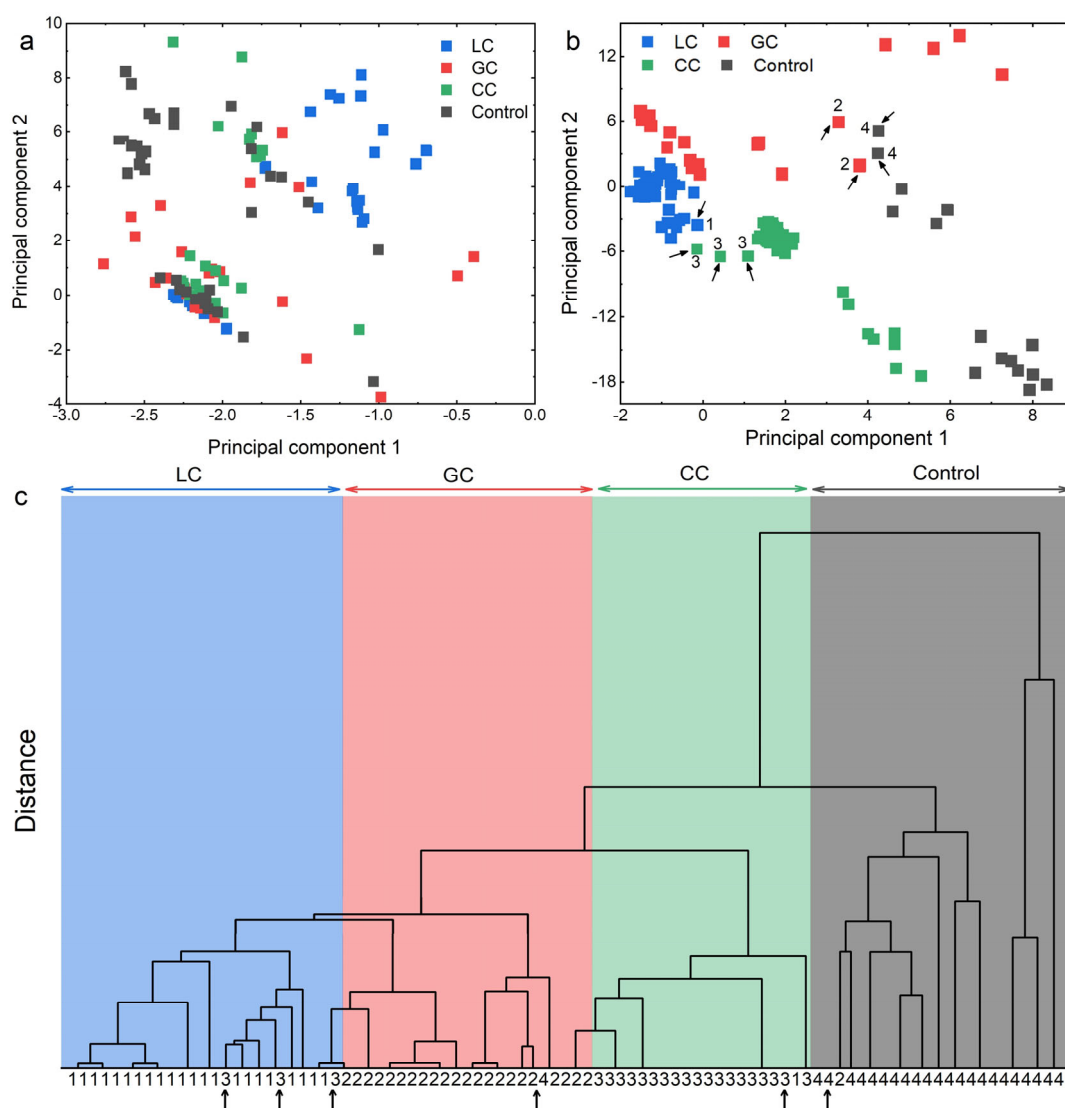 a
LC
GC
CC
Control
10
8
6
4
2
0
-2
-4
-3.0 -2.5 -2.0 -1.5 -1.0 -0.5 0.0
Principal component 1
Principal component 2
b
LC GC
CC Control
12
6
0
-6
-12
-18
-2 0 2 4 6 8
Principal component 1
Principal component 2
2
4
4
2
1
3
3
3
c
LC GC CC Control
Distance